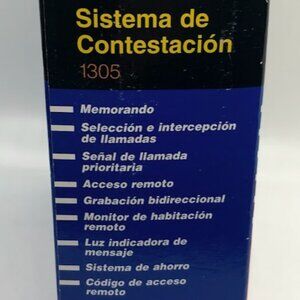 Sistema de
Contestación
1305
Memorando
Selección e intercepción
de llamadas
Señal de llamada
prioritaria
Acceso remoto
Grabación bidireccional
Monitor de habitación
remoto
Luz indicadora de
mensaje
Sistema de ahorro
Código de acceso
remoto